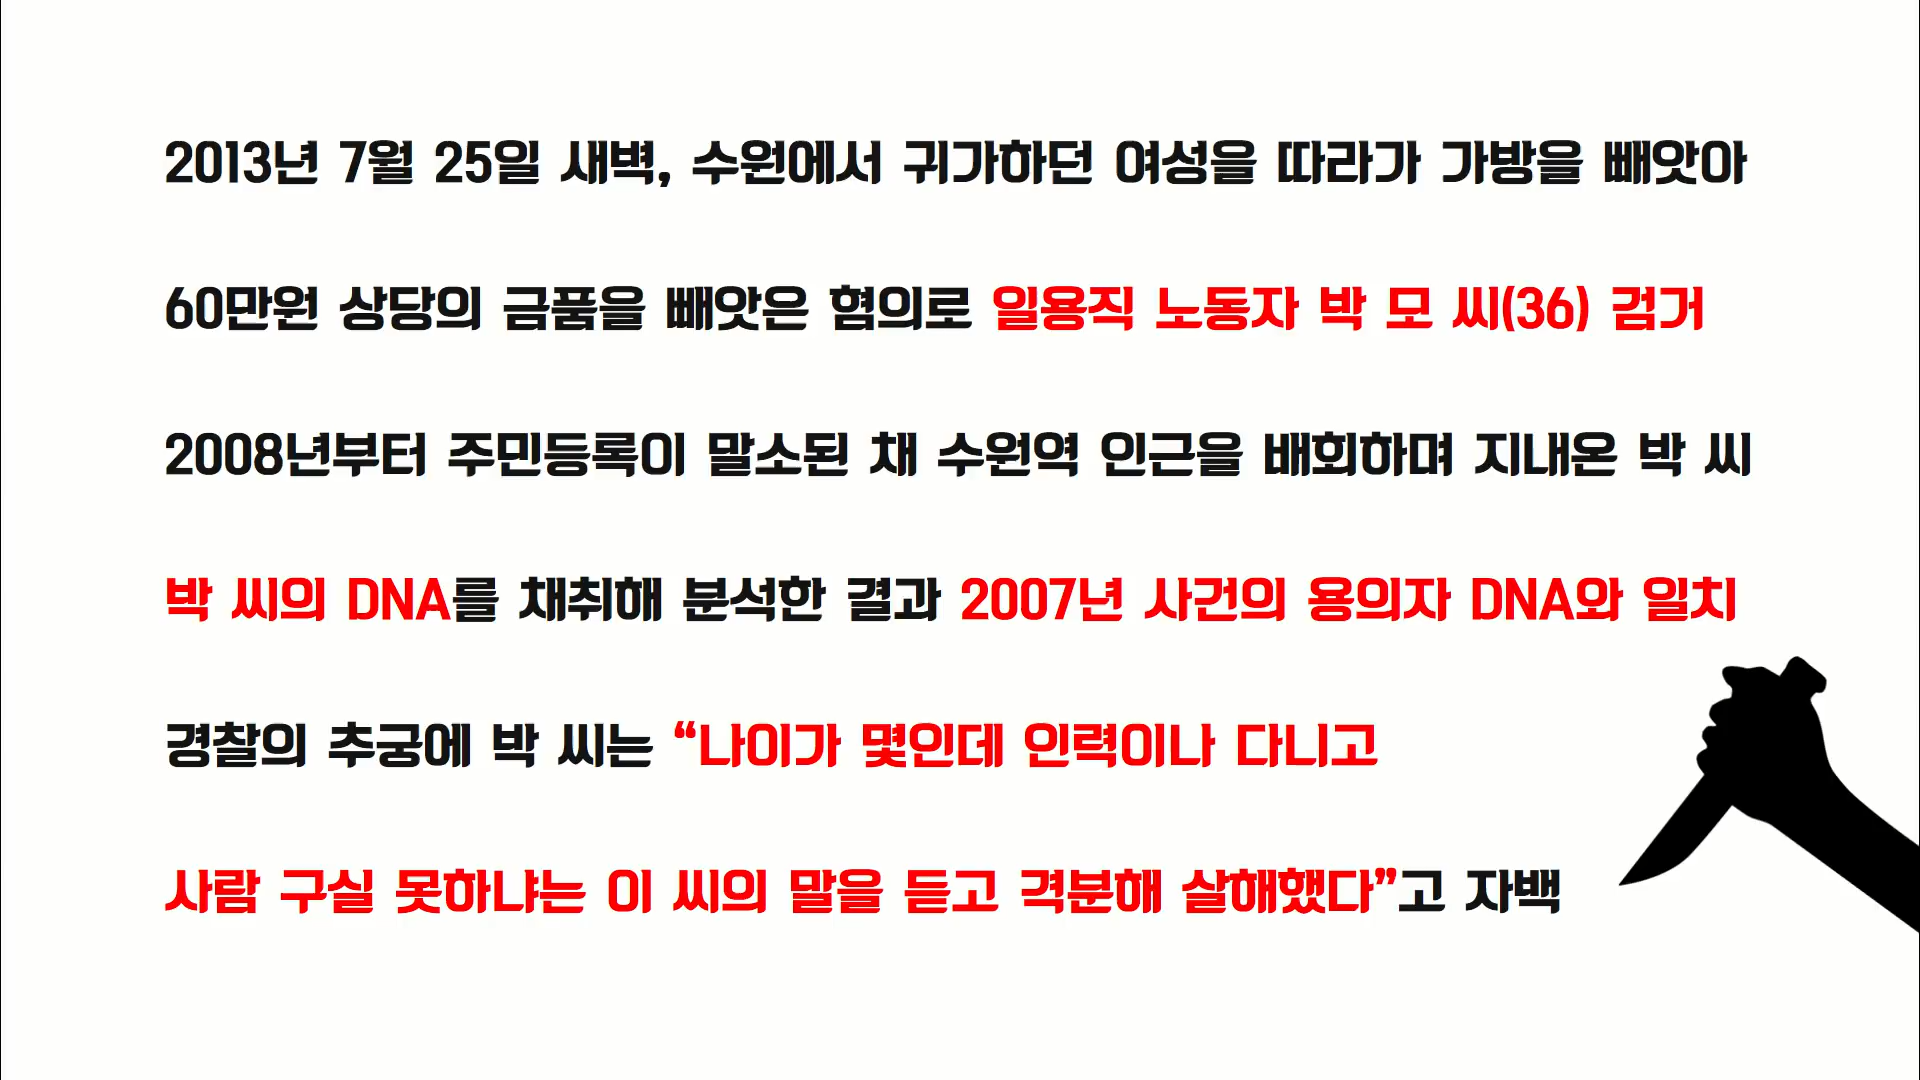 2013년 7월 25일 새벽, 수원에서 귀가하던 여성을 따라가 가방을 빼앗아
60만원 상당의 금품을 빼앗은 혐의로 일용직 노동자 박 모 씨(36) 검거
2008년부터 주민등록이 말소된 채 수원역 인근을 배회하며 지내온 박 씨
박 씨의 DNA를 채취해 분석한 결과 2007년 사건의 용의자 DNA와 일치
경찰의 추궁에 박 씨는 “나이가 몇인데 인력이나 다니고
사람 구실 못하냐는 이 씨의 말을 듣고 격분해 살해했다”고 자백